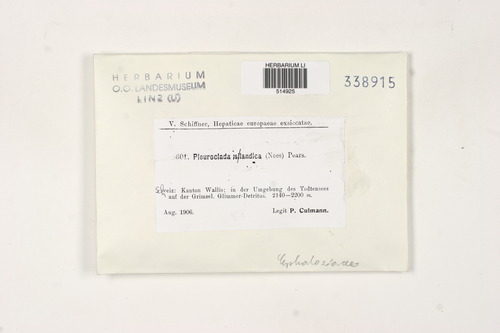 HERBARIUM LI
514925
HERBARIUM
O.Ö. LANDESMUSEUM
LINZ (LI)
338915
V. Schiffner, Hepaticae europaeae exsiccatae.
601. Pleuroclada islandica (Nees) Pears.
Schweiz: Kanton Wallis; in der Umgebung des Todtensees
auf der Grimsel. Glimmer-Detritus. 2140—2200 m.
Aug. 1906.
Legit P. Culmann.